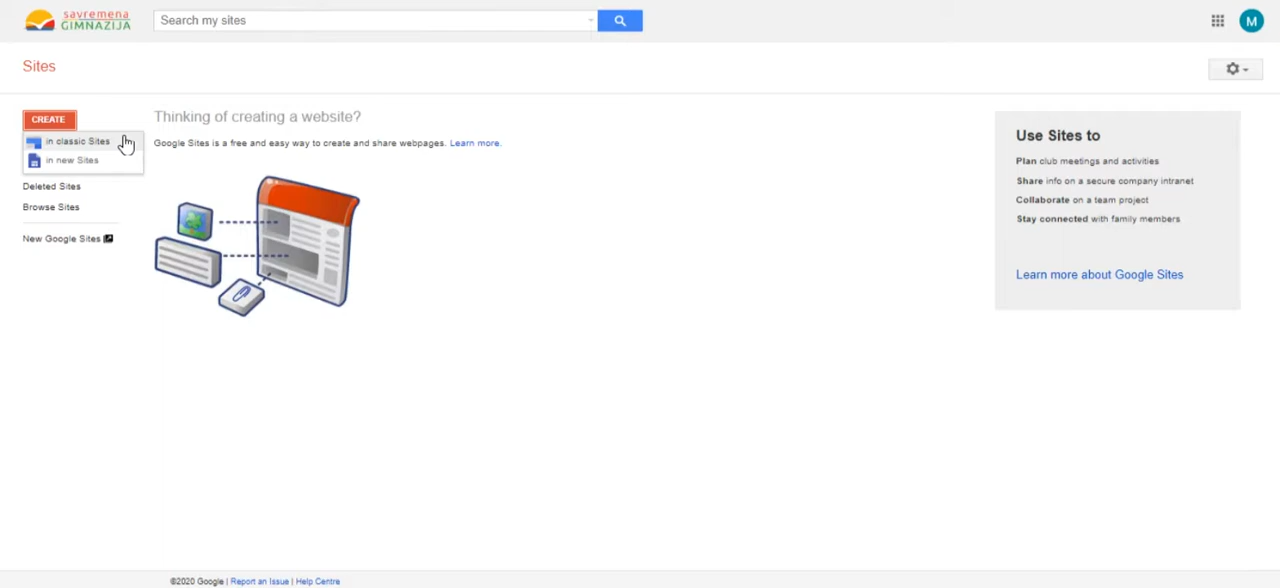 savremena
GIMNAZIJA
Search my sites
M
Sites
CREATE
in classic Sites
in new Sites
Deleted Sites
Browse Sites
New Google Sites
Thinking of creating a website?
Google Sites is a free and easy way to create and share webpages. Learn more.
Use Sites to
Plan club meetings and activities
Share info on a secure company intranet
Collaborate on a team project
Stay connected with family members
Learn more about Google Sites
©2020 Google | Report an Issue | Help Centre